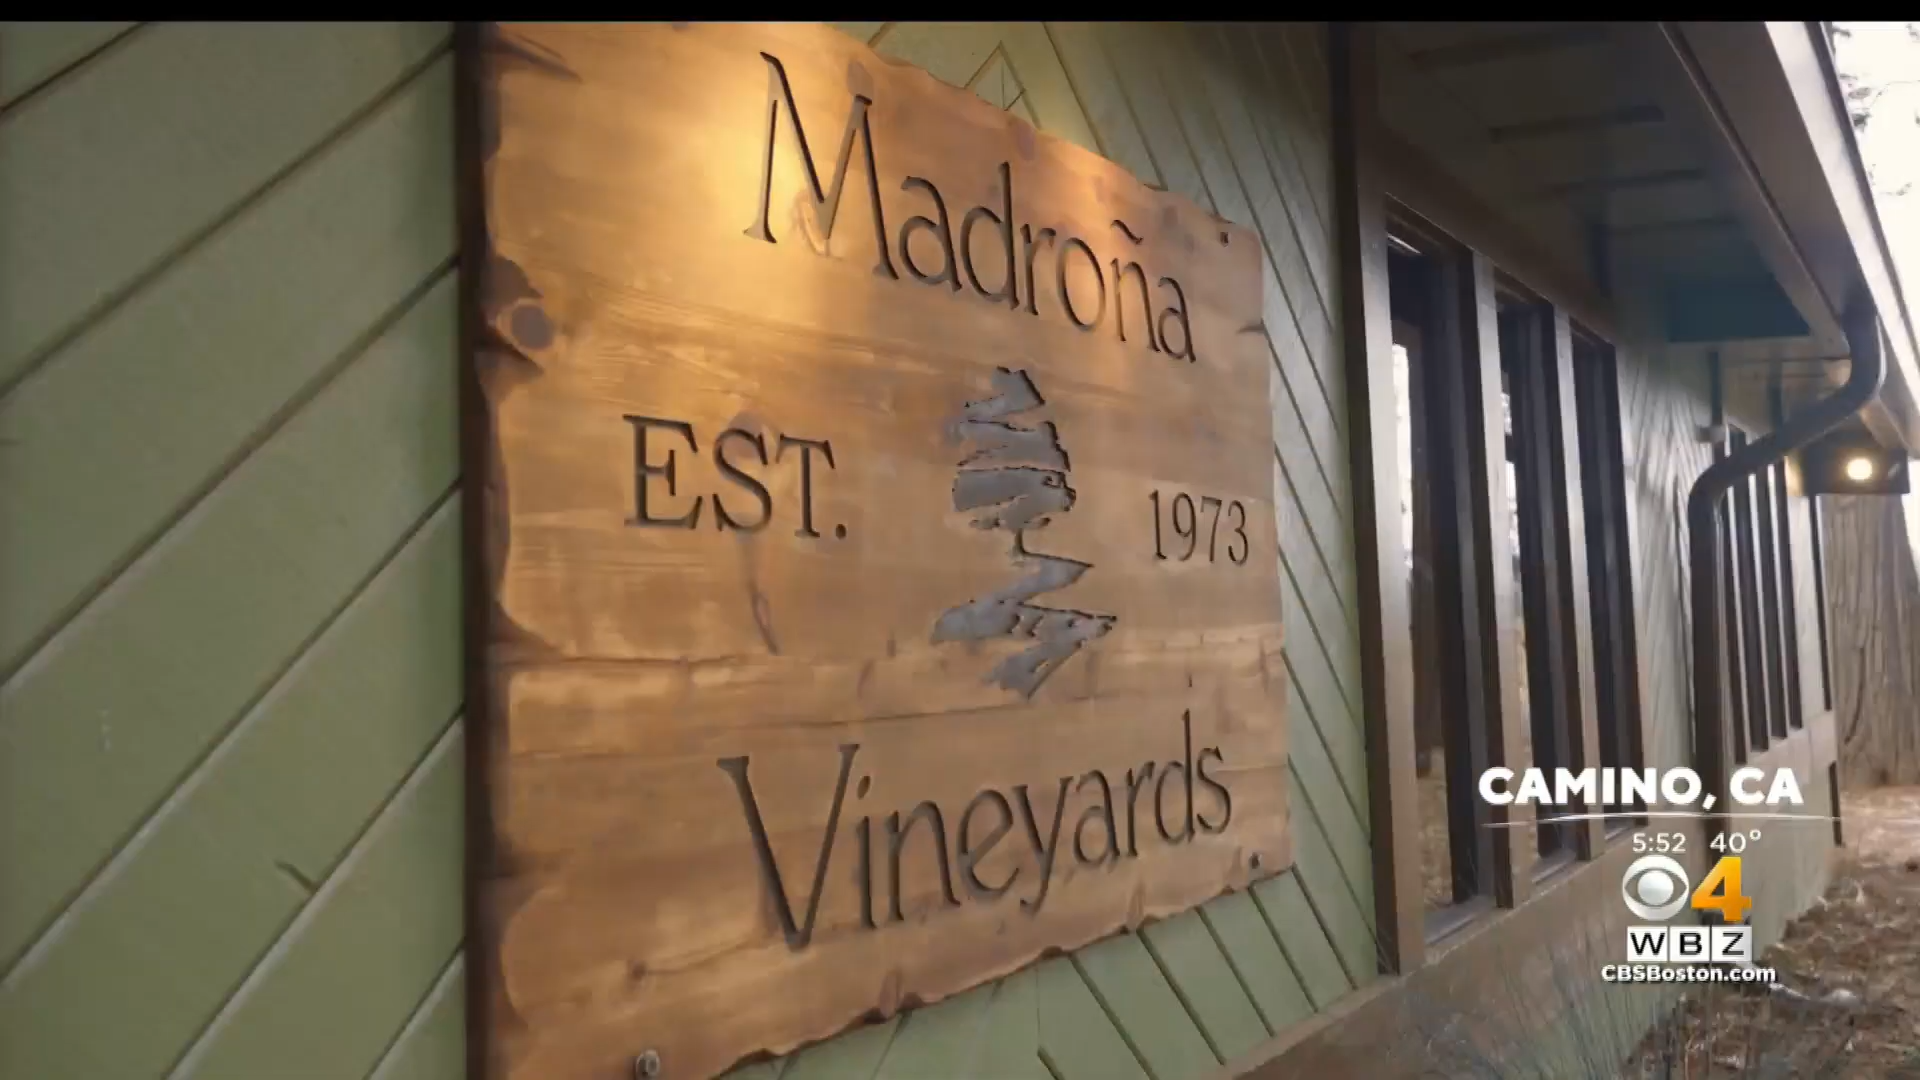 Madroña
EST. 1973
Vineyards
CAMINO, CA
5:52 40°
4
WBZ
CBSBoston.com